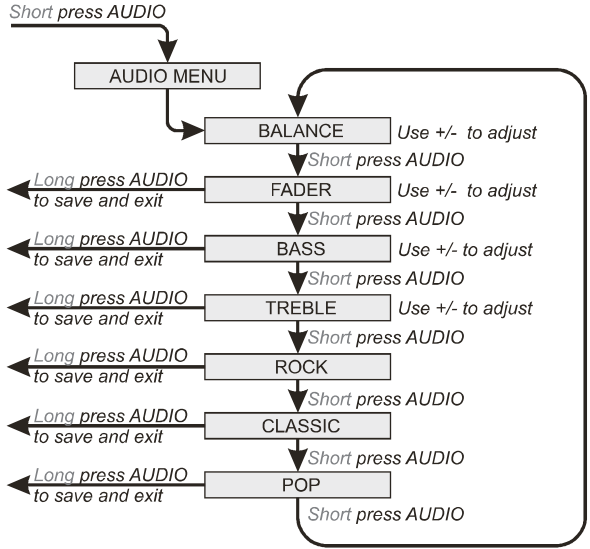 Short press AUDIO
AUDIO MENU
BALANCE Use +/- to adjust
Short press AUDIO
Long press AUDIO
to save and exit
FADER Use +/- to adjust
Short press AUDIO
Long press AUDIO
to save and exit
BASS Use +/- to adjust
Short press AUDIO
Long press AUDIO
to save and exit
TREBLE Use +/- to adjust
Short press AUDIO
Long press AUDIO
to save and exit
ROCK
Short press AUDIO
Long press AUDIO
to save and exit
CLASSIC
Short press AUDIO
Long press AUDIO
to save and exit
POP
Short press AUDIO